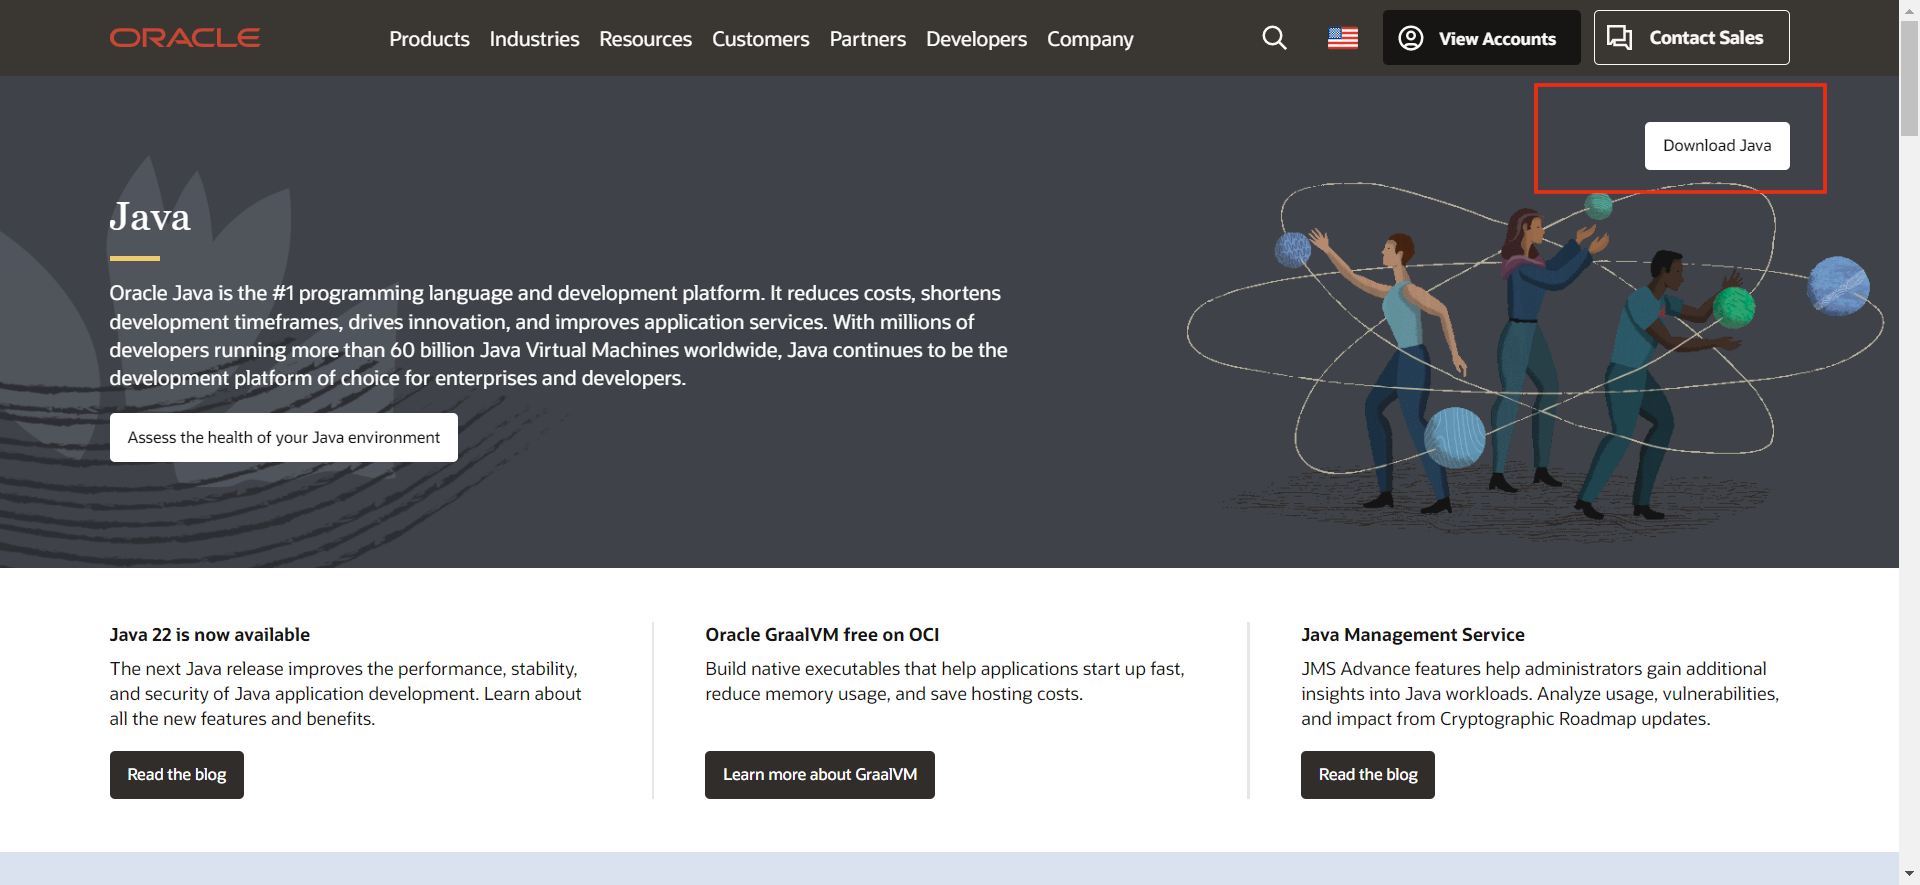 ORACLE
Products Industries Resources Customers Partners Developers Company
View Accounts
Contact Sales
Download Java
Java
Oracle Java is the #1 programming language and development platform. It reduces costs, shortens
development timeframes, drives innovation, and improves application services. With millions of
developers running more than 60 billion Java Virtual Machines worldwide, Java continues to be the
development platform of choice for enterprises and developers.
Assess the health of your Java environment
Java 22 is now available
The next Java release improves the performance, stability,
and security of Java application development. Learn about
all the new features and benefits.
Read the blog
Oracle GraalVM free on OCI
Build native executables that help applications start up fast,
reduce memory usage, and save hosting costs.
Learn more about GraalVM
Java Management Service
JMS Advance features help administrators gain additional
insights into Java workloads. Analyze usage, vulnerabilities,
and impact from Cryptographic Roadmap updates.
Read the blog